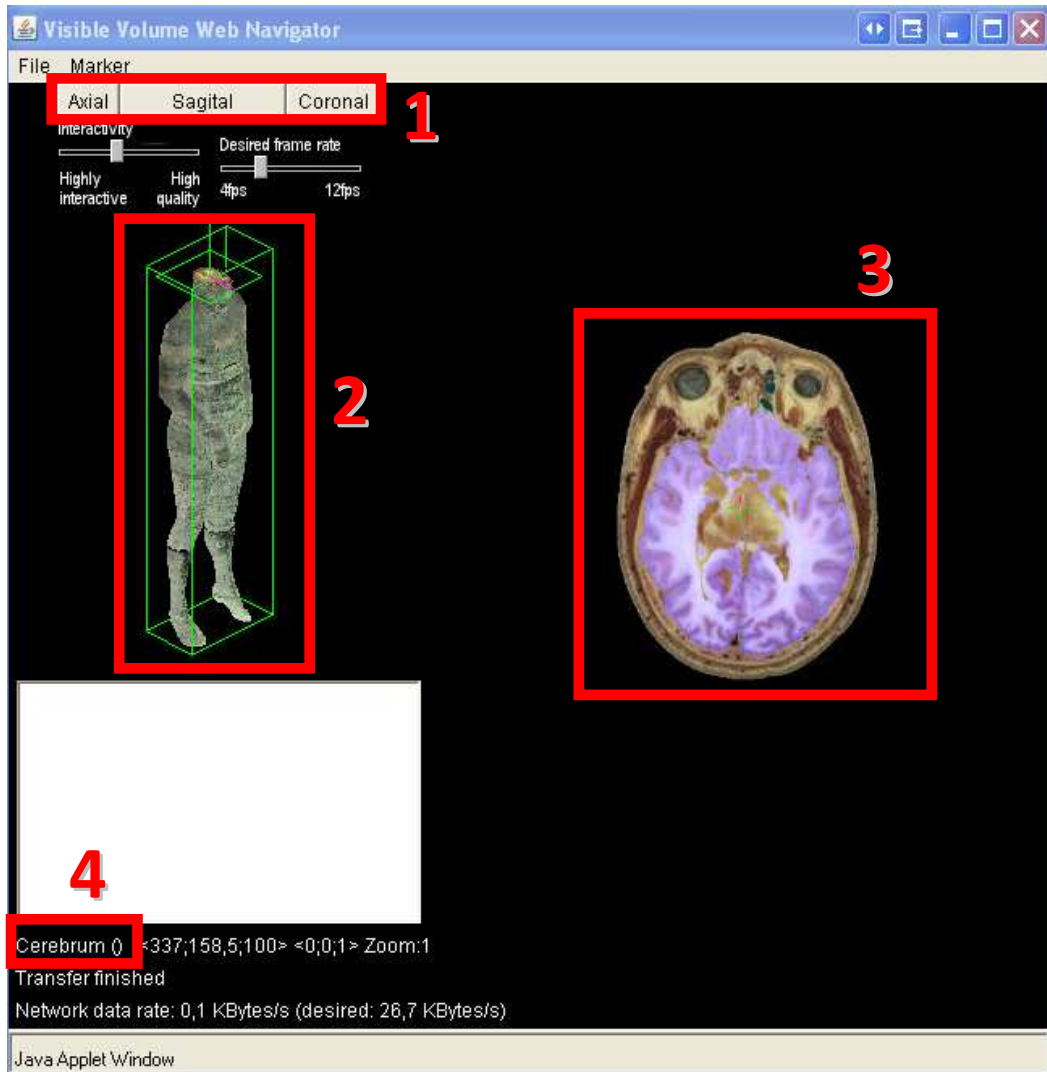 Visible Volume Web Navigator
File Marker
Axial Sagital Coronal
1
Interactivity
Desired frame rate
Highly interactive
High quality
4fps
12fps
2
3
4
Cerebrum () <337;158,5;100> <0;0;1> Zoom:1
Transfer finished
Network data rate: 0,1 KBytes/s (desired: 26,7 KBytes/s)
Java Applet Window